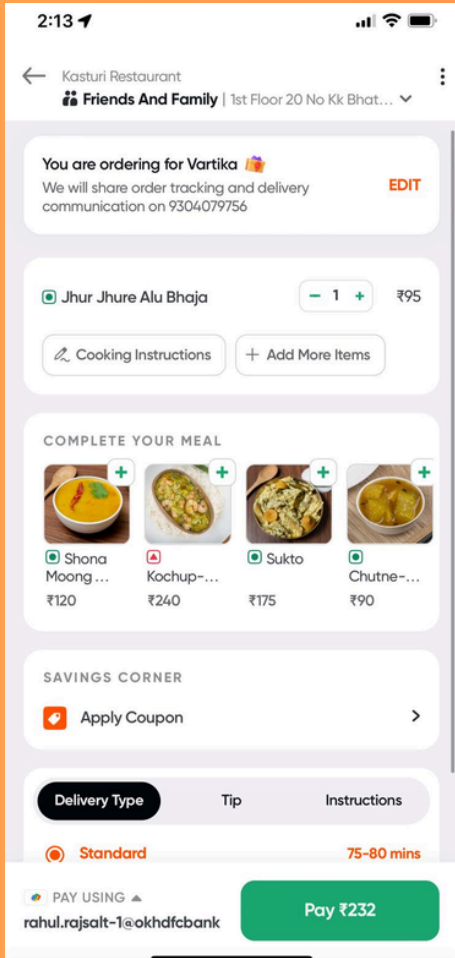 2:13
Kasturi Restaurant
Friends And Family | 1st Floor 20 No Kk Bhat...
You are ordering for Vartika
We will share order tracking and delivery
communication on 9304079756
EDIT
Jhur Jhure Alu Bhaja
− 1 +
₹95
Cooking Instructions
+ Add More Items
COMPLETE YOUR MEAL
Shona
Moong ...
₹120
Kochup-...
₹240
Sukto
₹175
Chutne-...
₹90
SAVINGS CORNER
Apply Coupon
Delivery Type
Tip
Instructions
Standard
75-80 mins
PAY USING
rahul.rajsalt-1@okhdfcbank
Pay ₹232